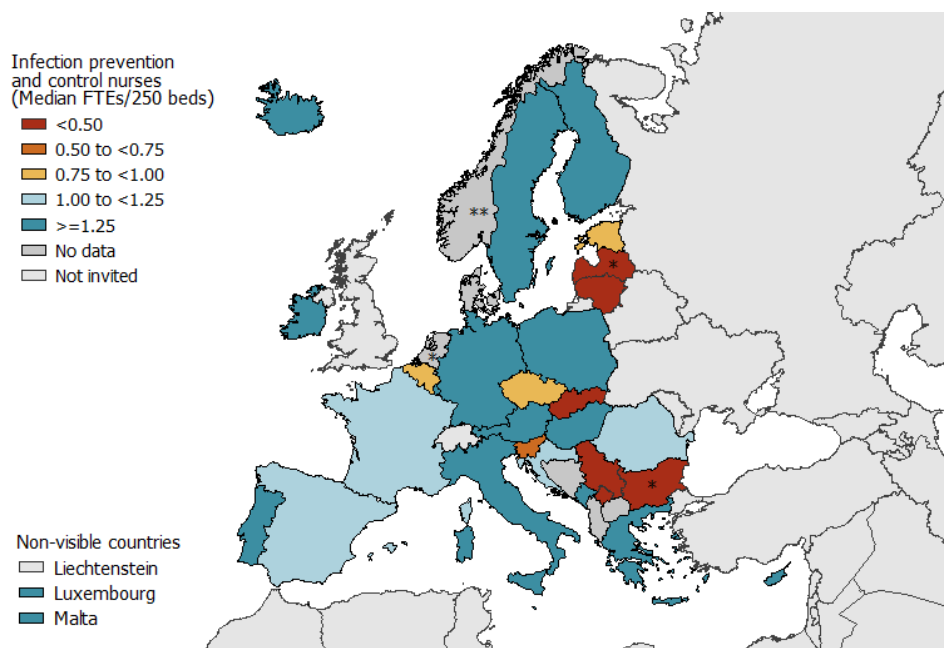 Infection prevention
and control nurses
(Median FTEs/250 beds)
<0.50
0.50 to <0.75
0.75 to <1.00
1.00 to <1.25
>=1.25
No data
Not invited
**
*
*
*
Non-visible countries
Liechtenstein
Luxembourg
Malta